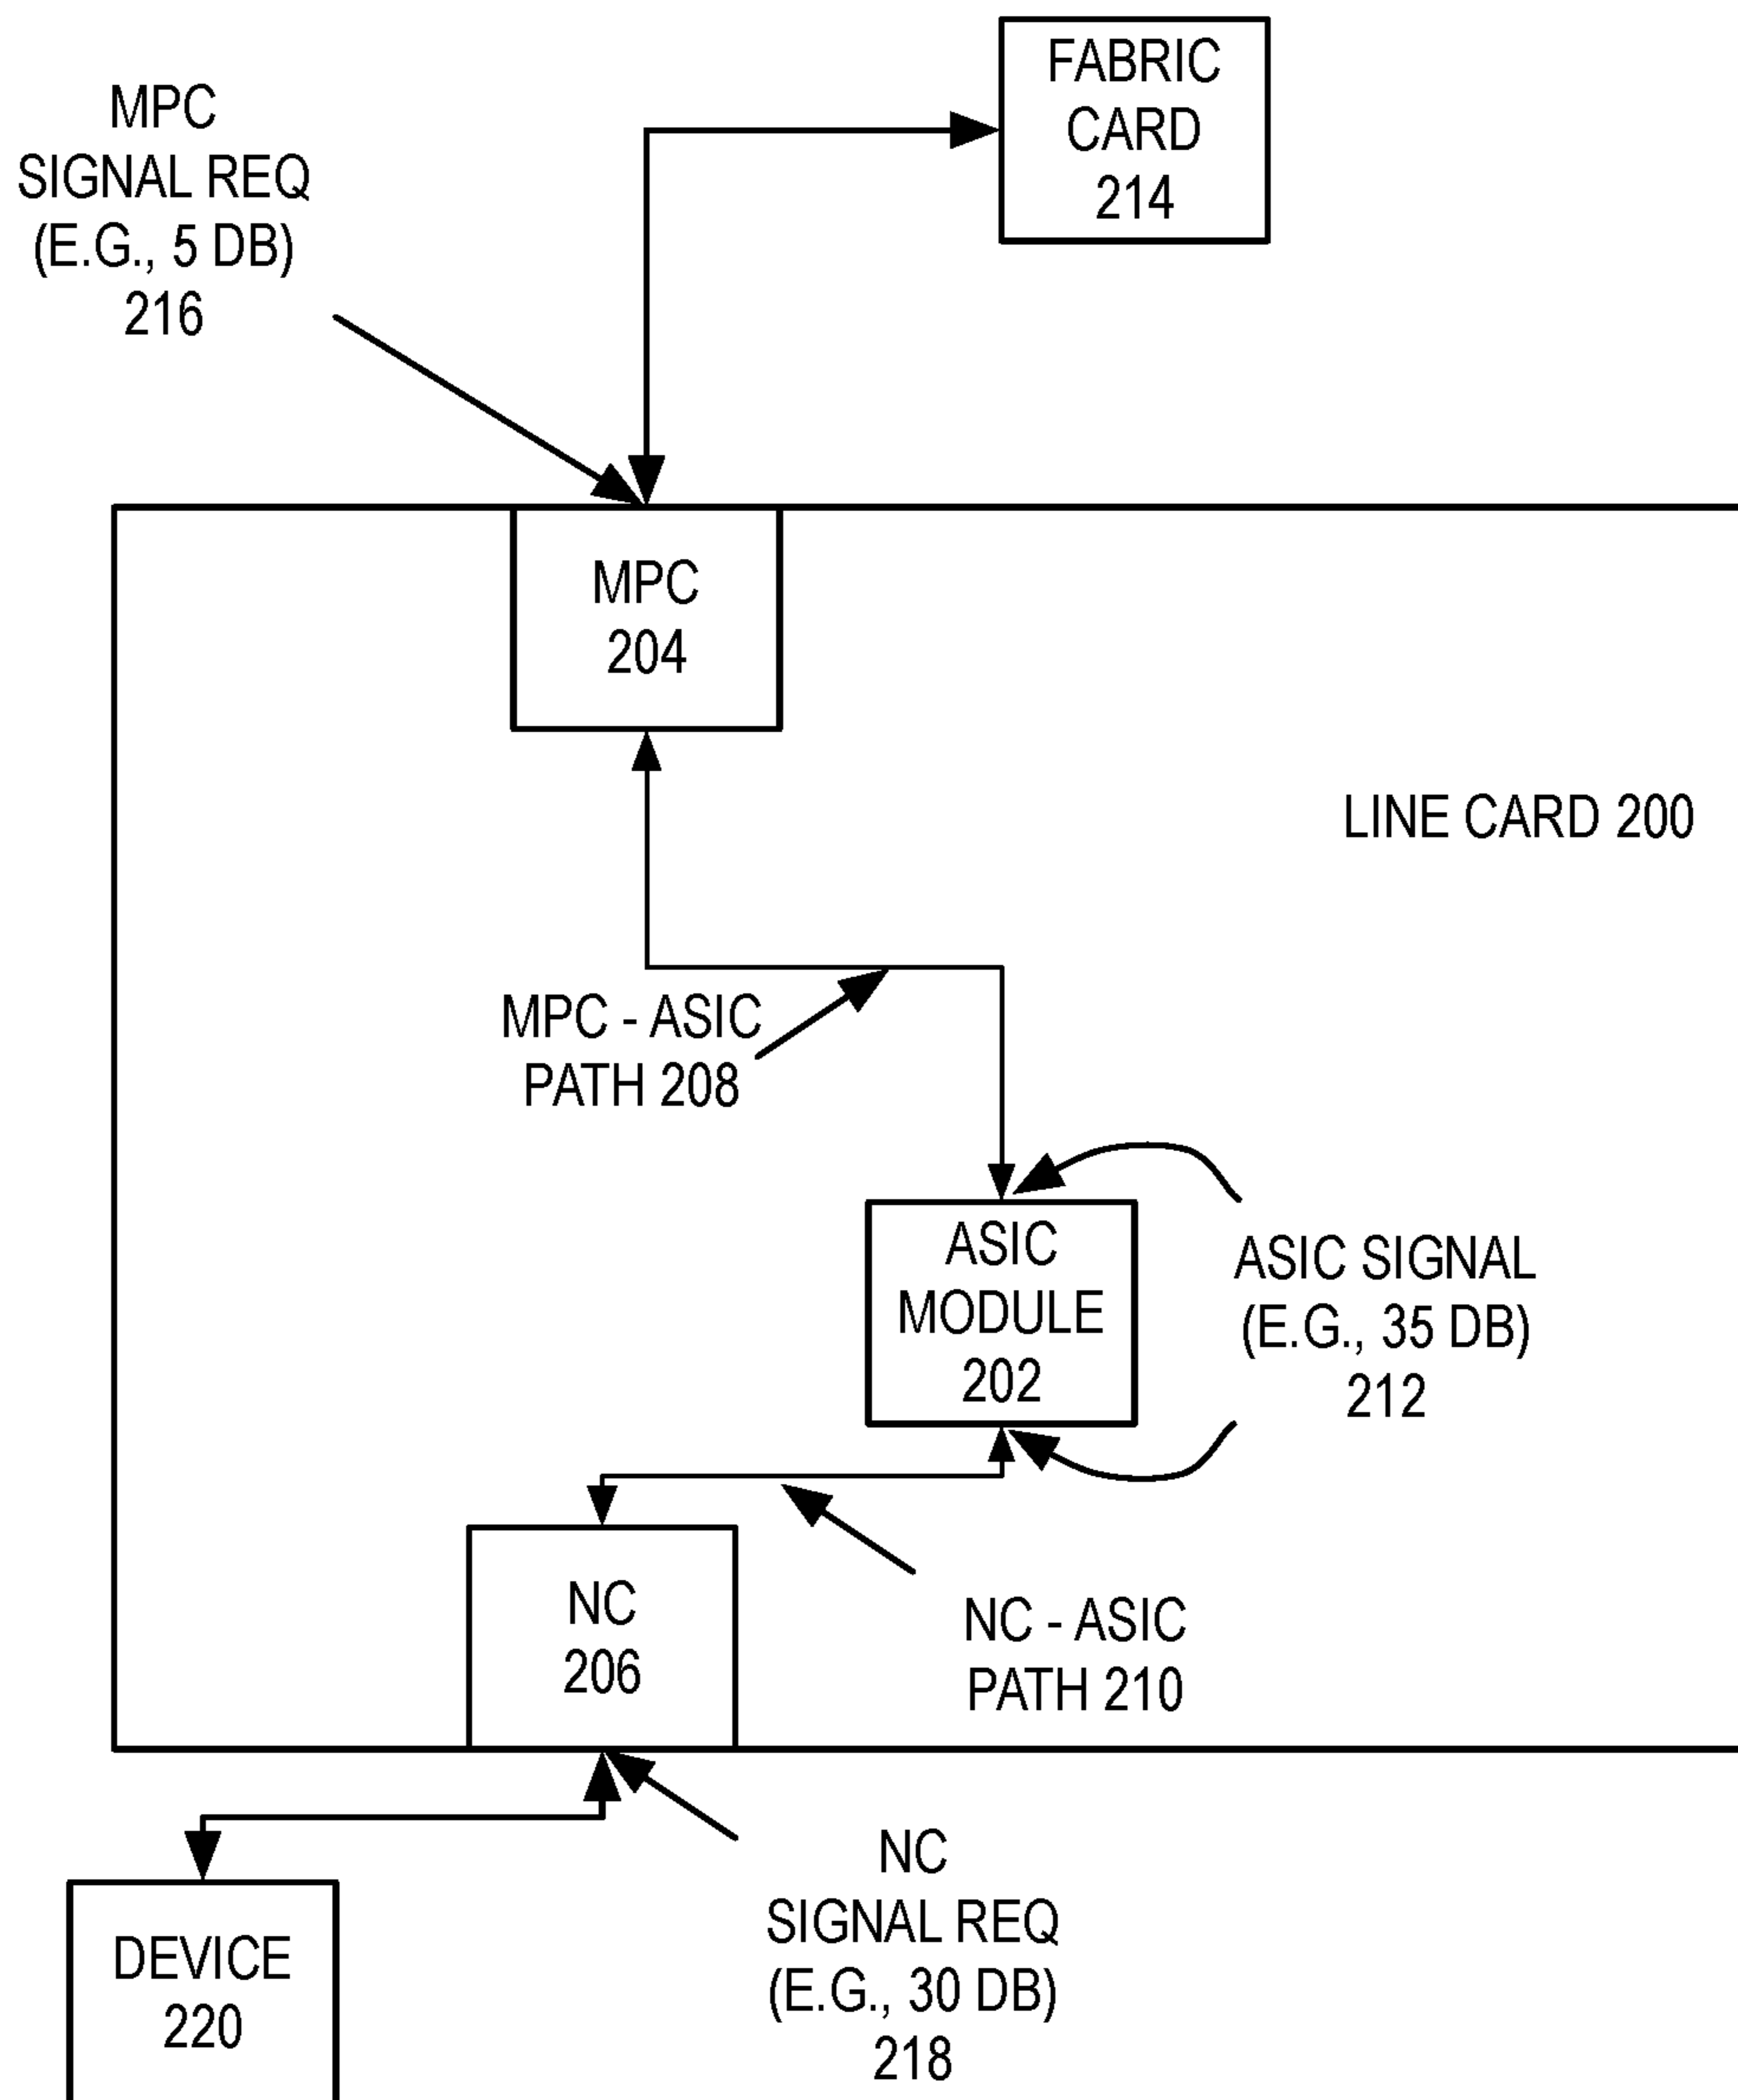 FABRIC
CARD
214
MPC
SIGNAL REQ
(E.G., 5 DB)
216
MPC
204
LINE CARD 200
MPC - ASIC
PATH 208
ASIC
MODULE
202
ASIC SIGNAL
(E.G., 35 DB)
212
NC
206
NC - ASIC
PATH 210
NC
SIGNAL REQ
(E.G., 30 DB)
218
DEVICE
220